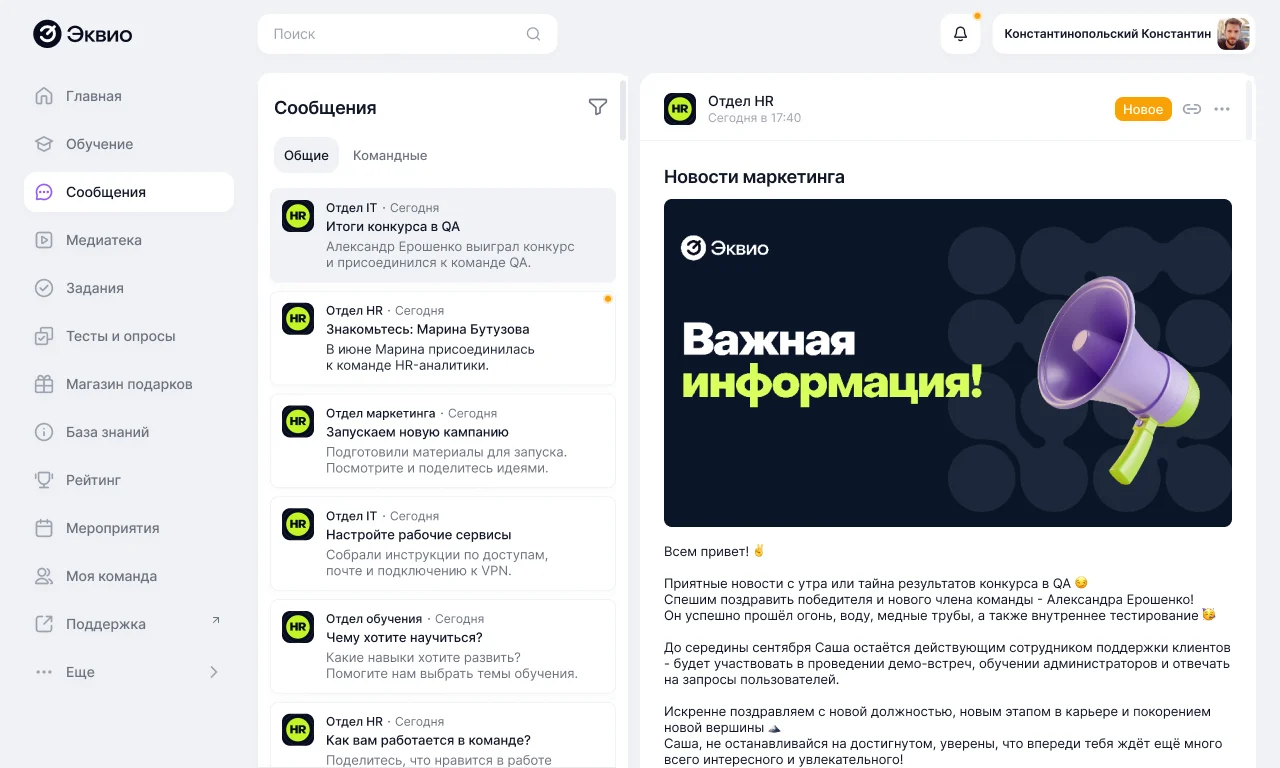 Эквио
Поиск
Константинопольский Константин
Главная
Обучение
Сообщения
Медиатека
Задания
Тесты и опросы
Магазин подарков
База знаний
Рейтинг
Мероприятия
Моя команда
Поддержка
Еще
Сообщения
Общие
Командные
HR
Отдел IT · Сегодня
Итоги конкурса в QA
Александр Ерошенко выиграл конкурс
и присоединился к команде QA.
HR
Отдел HR · Сегодня
Знакомьтесь: Марина Бутузова
В июне Марина присоединилась
к команде HR-аналитики.
HR
Отдел маркетинга · Сегодня
Запускаем новую кампанию
Подготовили материалы для запуска.
Посмотрите и поделитесь идеями.
HR
Отдел IT · Сегодня
Настройте рабочие сервисы
Собрали инструкции по доступам,
почте и подключению к VPN.
HR
Отдел обучения · Сегодня
Чему хотите научиться?
Какие навыки хотите развить?
Помогите нам выбрать темы обучения.
HR
Отдел HR · Сегодня
Как вам работается в команде?
Поделитесь, что нравится в работе
HR
Отдел HR
Сегодня в 17:40
Новое
Новости маркетинга
Эквио
Важная
информация!
Всем привет! ✌️
Приятные новости с утра или тайна результатов конкурса в QA 😏
Спешим поздравить победителя и нового члена команды - Александра Ерошенко!
Он успешно прошёл огонь, воду, медные трубы, а также внутреннее тестирование 🥳
До середины сентября Саша остаётся действующим сотрудником поддержки клиентов
- будет участвовать в проведении демо-встреч, обучении администраторов и отвечать
на запросы пользователей.
Искренне поздравляем с новой должностью, новым этапом в карьере и покорением
новой вершины 🏔️
Саша, не останавливайся на достигнутом, уверены, что впереди тебя ждёт ещё много
всего интересного и увлекательного!